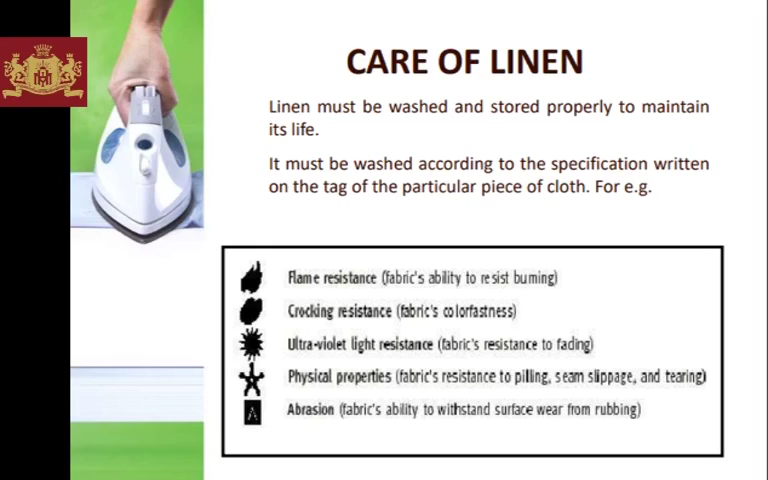 CARE OF LINEN
Linen must be washed and stored properly to maintain
its life.
It must be washed according to the specification written
on the tag of the particular piece of cloth. For e.g.
Flame resistance (fabric's ability to resist burning)
Crocking resistance (fabric's colorfastness)
Ultra-violet light resistance (fabric's resistance to fading)
Physical properties (fabric's resistance to pilling, seam slippage, and tearing)
A Abrasion (fabric's ability to withstand surface wear from rubbing)